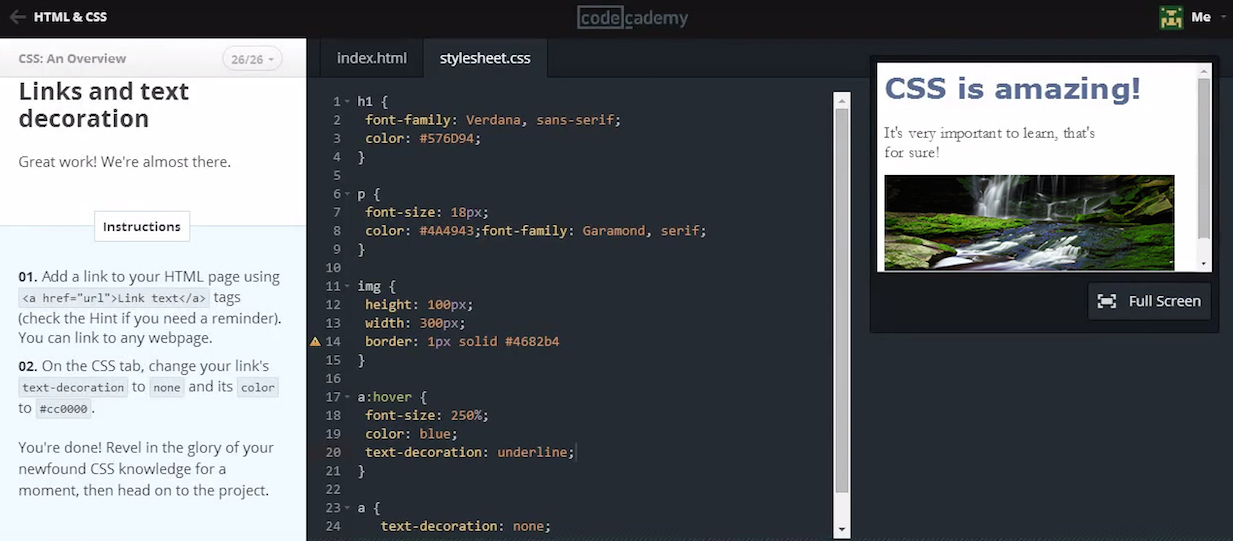 HTML & CSS
codecademy
Me
CSS: An Overview
26/26
Links and text
decoration
Great work! We're almost there.
Instructions
01. Add a link to your HTML page using
<a href="url">Link text</a> tags
(check the Hint if you need a reminder).
You can link to any webpage.
02. On the CSS tab, change your link's
text-decoration to none and its color
to #cc0000.
You're done! Revel in the glory of your
newfound CSS knowledge for a
moment, then head on to the project.
index.html
stylesheet.css
1 h1 {
2 font-family: Verdana, sans-serif;
3 color: #576D94;
4 }
5
6 p {
7 font-size: 18px;
8 color: #4A4943;font-family: Garamond, serif;
9 }
10
11 img {
12 height: 100px;
13 width: 300px;
14 border: 1px solid #4682b4
15 }
16
17 a:hover {
18 font-size: 250%;
19 color: blue;
20 text-decoration: underline;
21 }
22
23 a {
24 text-decoration: none;
CSS is amazing!
It's very important to learn, that's
for sure!
Full Screen